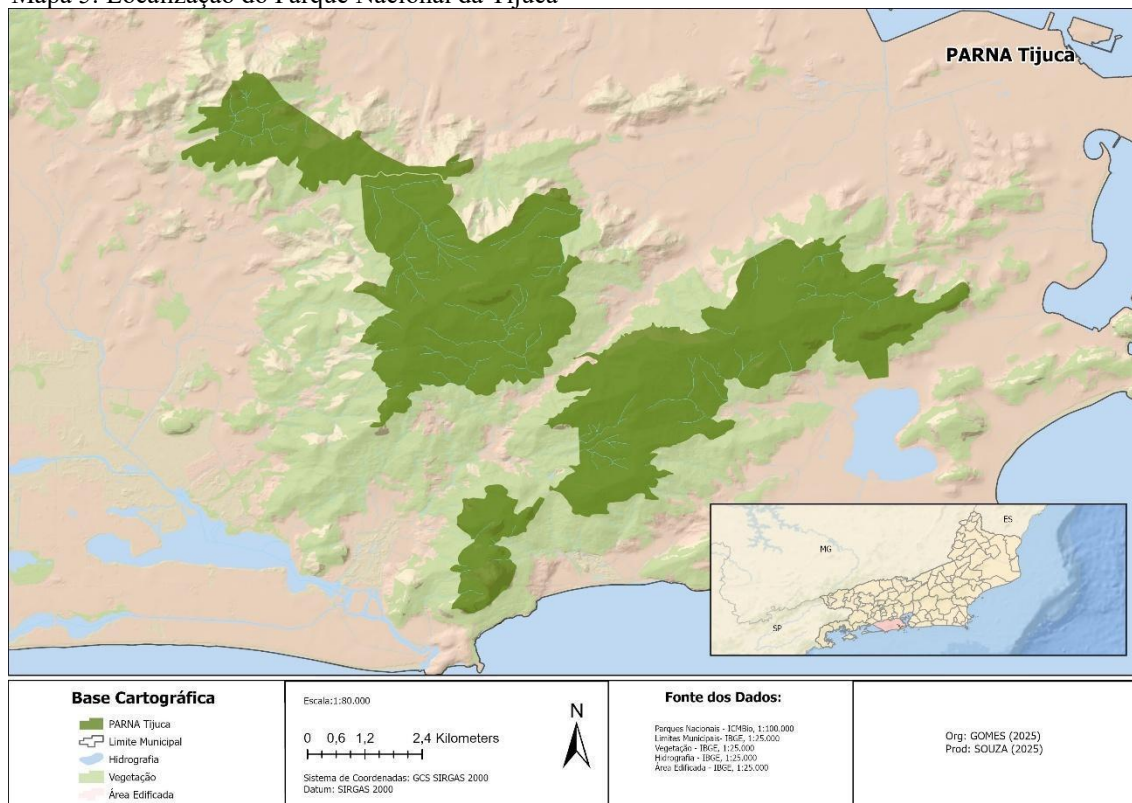 Mapa 3: Localização do Parque Nacional da Tijuca
PARNA Tijuca
ES
MG
SP
Base Cartográfica
PARNA Tijuca
Limite Municipal
Hidrografia
Vegetação
Área Edificada
Escala:1:80.000
0 0,6 1,2 2,4 Kilometers
Sistema de Coordenadas: GCS SIRGAS 2000
Datum: SIRGAS 2000
N
Fonte dos Dados:
Parques Nacionais - ICMBio, 1:100.000
Limites Municipais- IBGE, 1:25.000
Vegetação - IBGE, 1:25.000
Hidrografia - IBGE, 1:25.000
Área Edificada - IBGE, 1:25.000
Org: GOMES (2025)
Prod: SOUZA (2025)